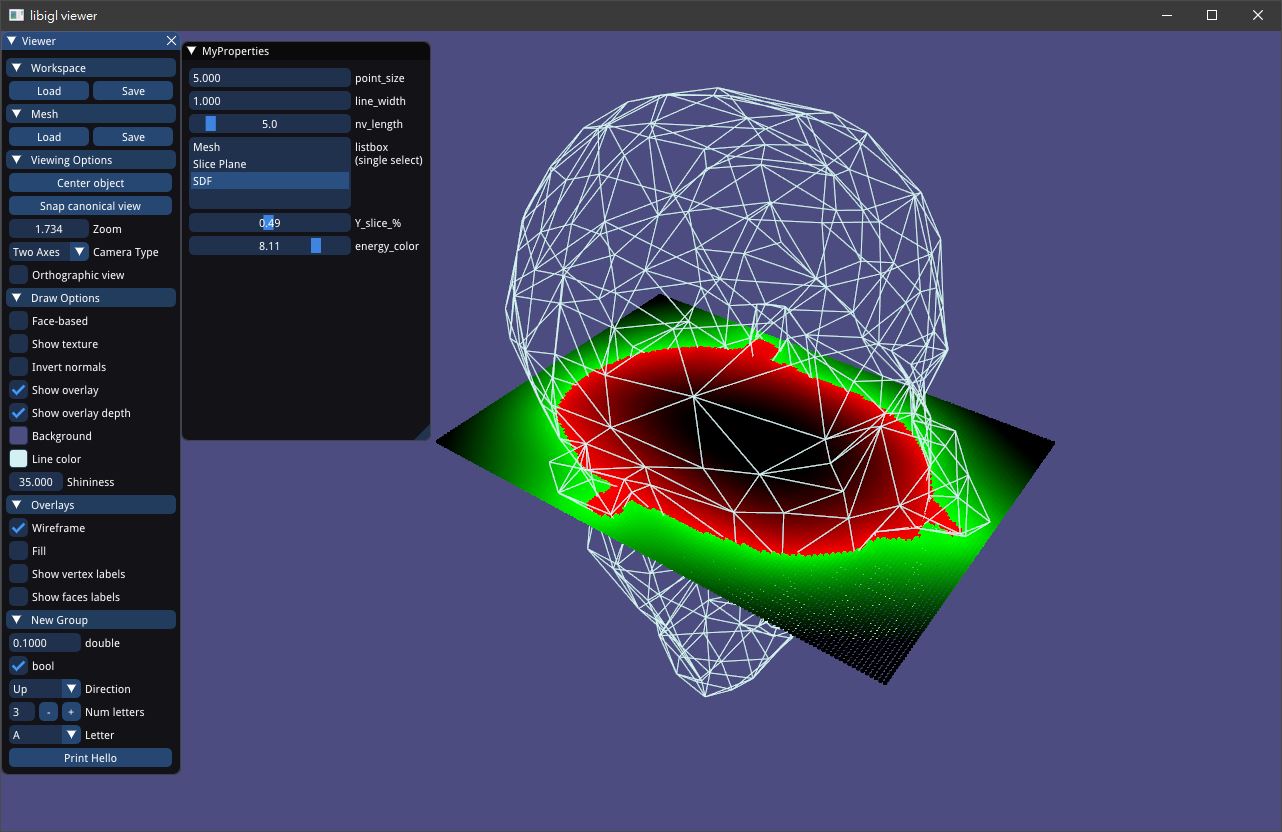 libigl viewer
Viewer
Workspace
Load Save
Mesh
Load Save
Viewing Options
Center object
Snap canonical view
1.734 Zoom
Two Axes Camera Type
Orthographic view
Draw Options
Face-based
Show texture
Invert normals
Show overlay
Show overlay depth
Background
Line color
35.000 Shininess
Overlays
Wireframe
Fill
Show vertex labels
Show faces labels
New Group
0.1000 double
bool
Up Direction
3 - + Num letters
A Letter
Print Hello
MyProperties
5.000 point_size
1.000 line_width
5.0 nv_length
Mesh listbox
Slice Plane (single select)
SDF
0.49 Y_slice_%
8.11 energy_color